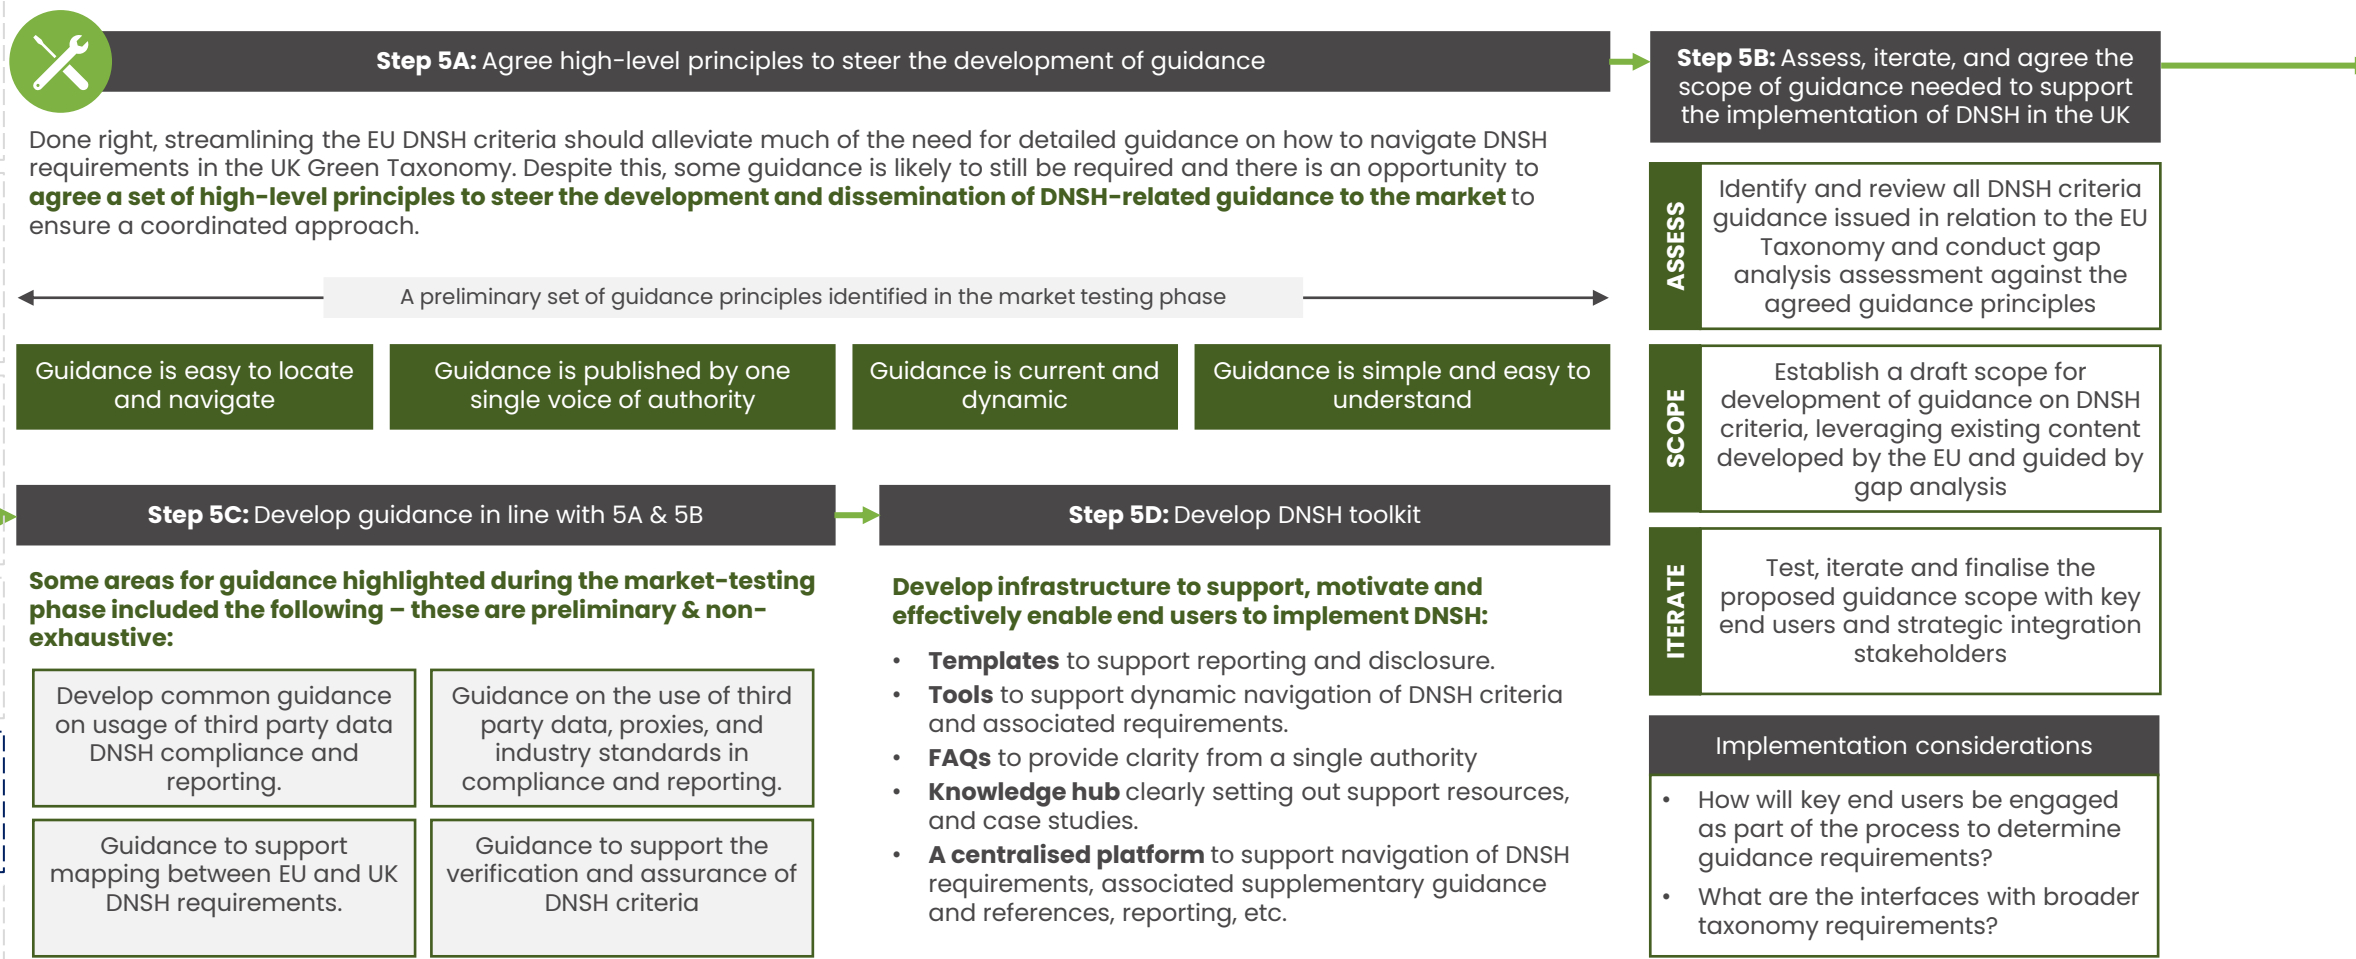 Step 5A: Agree high-level principles to steer the development of guidance
Done right, streamlining the EU DNSH criteria should alleviate much of the need for detailed guidance on how to navigate DNSH
requirements in the UK Green Taxonomy. Despite this, some guidance is likely to still be required and there is an opportunity to
agree a set of high-level principles to steer the development and dissemination of DNSH-related guidance to the market to
ensure a coordinated approach.
A preliminary set of guidance principles identified in the market testing phase
Guidance is easy to locate
and navigate
Guidance is published by one
single voice of authority
Guidance is current and
dynamic
Guidance is simple and easy to
understand
Step 5B: Assess, iterate, and agree the
scope of guidance needed to support
the implementation of DNSH in the UK
ASSESS
Identify and review all DNSH criteria
guidance issued in relation to the EU
Taxonomy and conduct gap
analysis assessment against the
agreed guidance principles
SCOPE
Establish a draft scope for
development of guidance on DNSH
criteria, leveraging existing content
developed by the EU and guided by
gap analysis
ITERATE
Test, iterate and finalise the
proposed guidance scope with key
end users and strategic integration
stakeholders
Implementation considerations
• How will key end users be engaged
as part of the process to determine
guidance requirements?
• What are the interfaces with broader
taxonomy requirements?
Step 5C: Develop guidance in line with 5A & 5B
Some areas for guidance highlighted during the market-testing
phase included the following – these are preliminary & non-
exhaustive:
Develop common guidance
on usage of third party data
DNSH compliance and
reporting.
Guidance on the use of third
party data, proxies, and
industry standards in
compliance and reporting.
Guidance to support
mapping between EU and UK
DNSH requirements.
Guidance to support the
verification and assurance of
DNSH criteria
Step 5D: Develop DNSH toolkit
Develop infrastructure to support, motivate and
effectively enable end users to implement DNSH:
• Templates to support reporting and disclosure.
• Tools to support dynamic navigation of DNSH criteria
and associated requirements.
• FAQs to provide clarity from a single authority
• Knowledge hub clearly setting out support resources,
and case studies.
• A centralised platform to support navigation of DNSH
requirements, associated supplementary guidance
and references, reporting, etc.